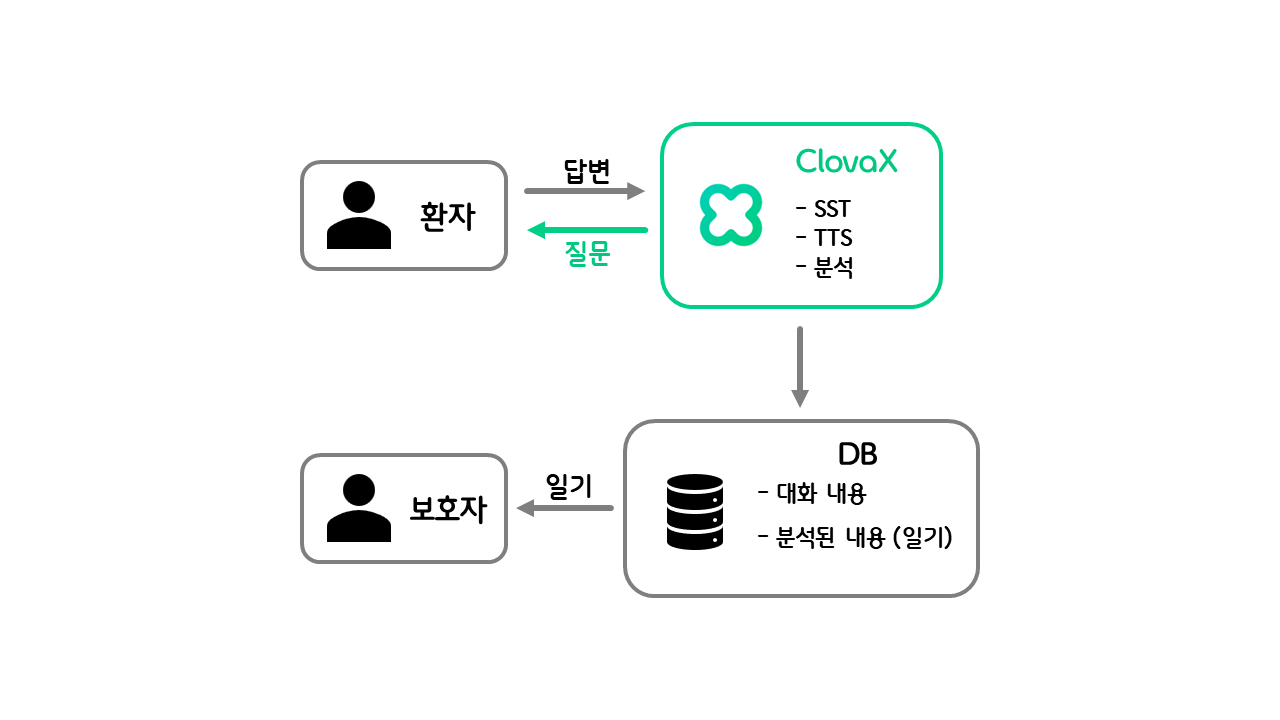 답변
환자
질문
ClovaX
- SST
- TTS
- 분석
DB
- 대화 내용
- 분석된 내용 (일기)
일기
보호자